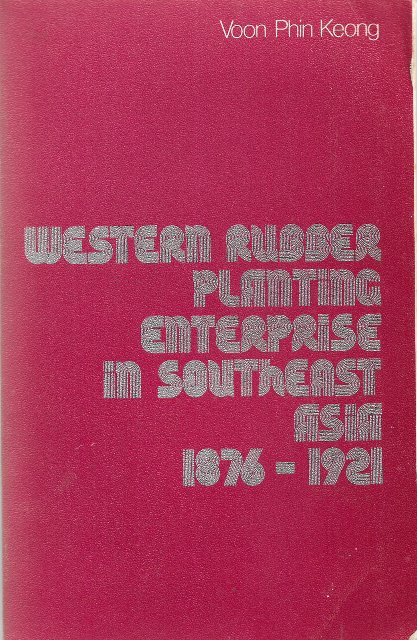 Voon Phin Keong
WESTERN RUBBER
PLANTING
ENTERPRISE
in SOUThEAST
ASIA
1876 - 1921